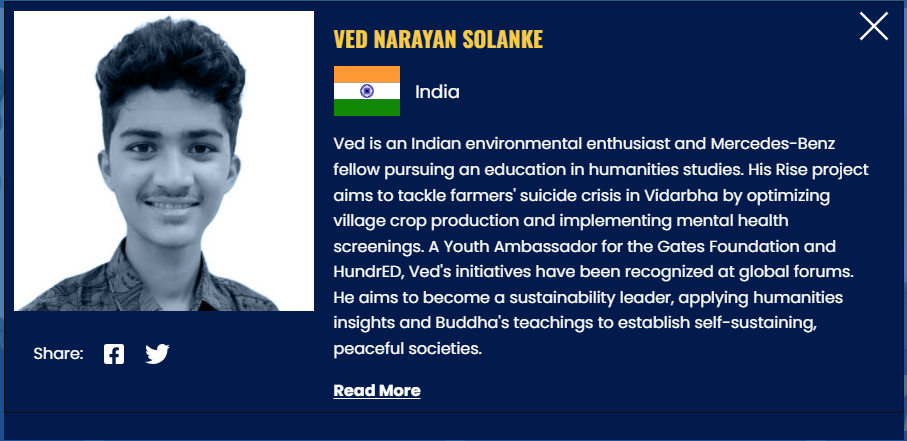 VED NARAYAN SOLANKE
India
Ved is an Indian environmental enthusiast and Mercedes-Benz
fellow pursuing an education in humanities studies. His Rise project
aims to tackle farmers' suicide crisis in Vidarbha by optimizing
village crop production and implementing mental health
screenings. A Youth Ambassador for the Gates Foundation and
HundrED, Ved's initiatives have been recognized at global forums.
He aims to become a sustainability leader, applying humanities
insights and Buddha's teachings to establish self-sustaining,
peaceful societies.
Share:
Read More